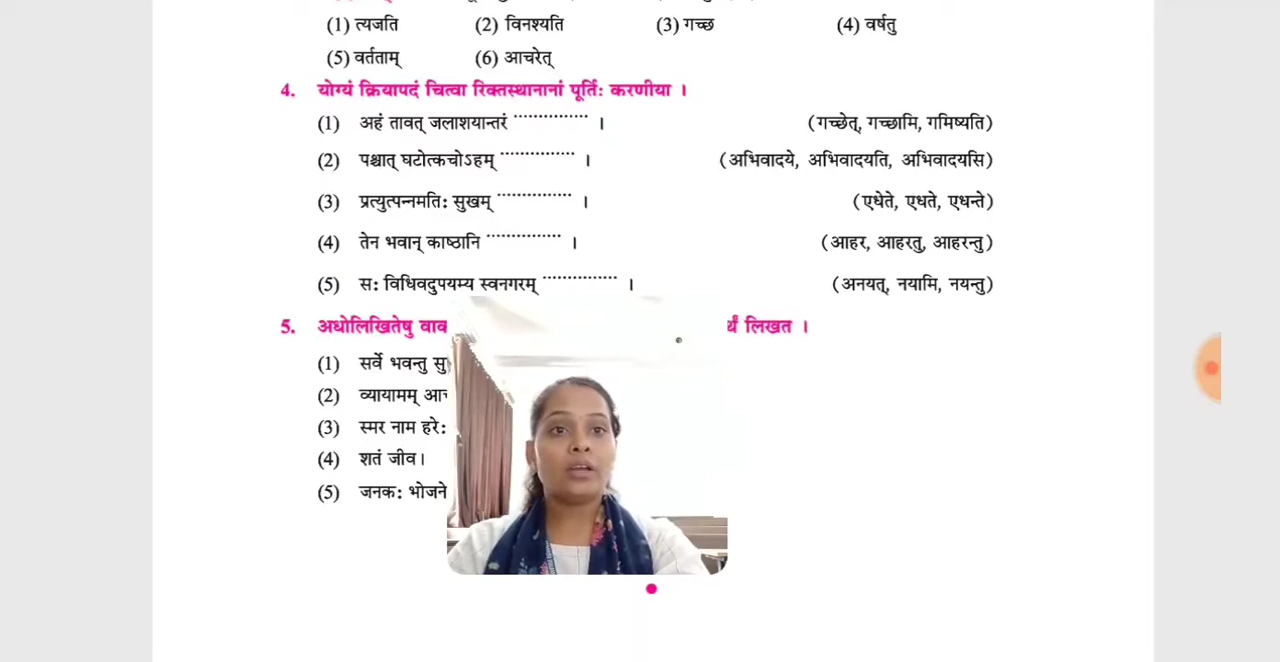 (1) त्यजति (2) विनश्यति (3) गच्छ (4) वर्षतु
(5) वर्तताम् (6) आचरेत्
4. योग्यं क्रियापदं चित्वा रिक्तस्थानानां पूर्तिः करणीया ।
(1) अहं तावत् जलाशयान्तरं ............... । (गच्छेत्, गच्छामि, गमिष्यति)
(2) पश्चात् घटोत्कचोऽहम् ............... । (अभिवादये, अभिवादयति, अभिवादयसि)
(3) प्रत्युत्पन्नमतिः सुखम् ............... । (एधेते, एधते, एधन्ते)
(4) तेन भवान् काष्ठानि ............... । (आहर, आहरतु, आहरन्तु)
(5) सः विधिवदुपयम्य स्वनगरम् ............... । (अनयत्, नयामि, नयन्तु)
5. अधोलिखितेषु लिखत ।
(1) सर्वे भवन्तु
(2) व्यायामम्
(3) स्मर नाम हरेः
(4) शतं जीव।
(5) जनकः